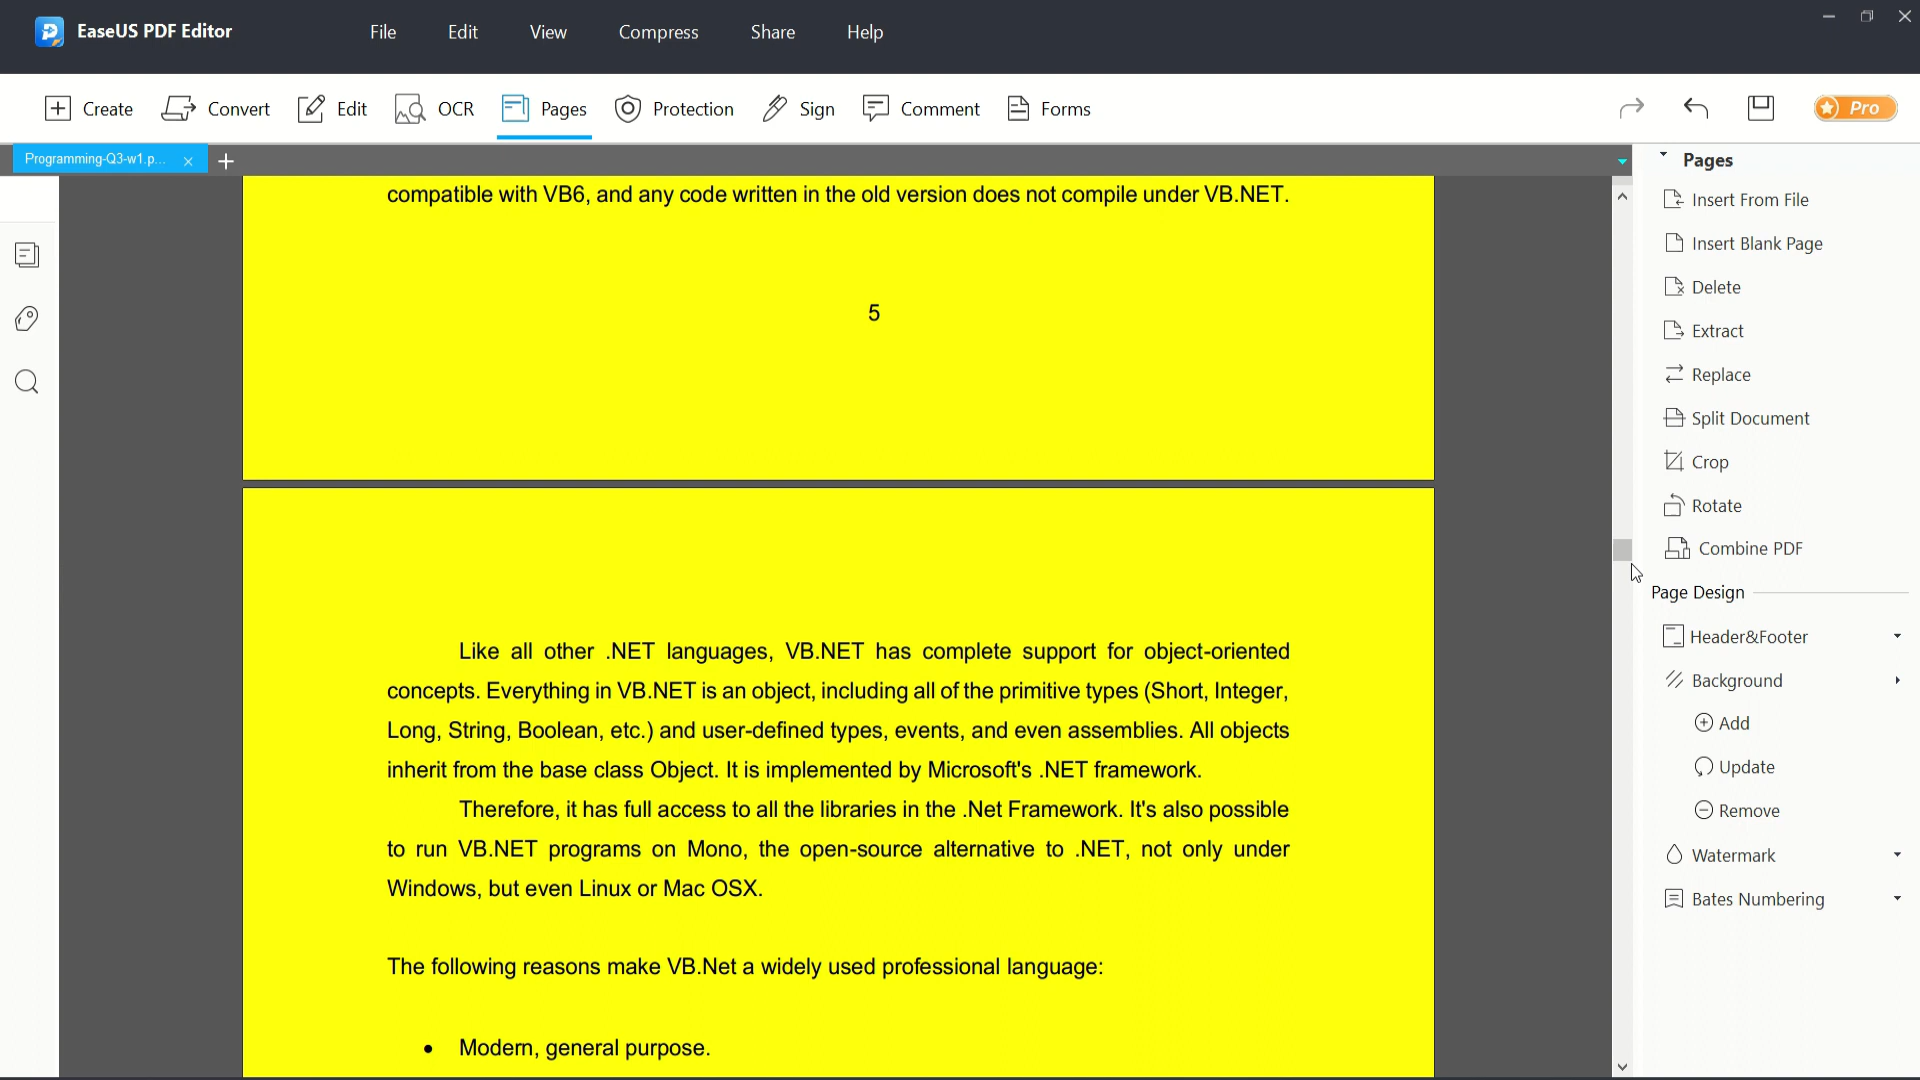 EaseUS PDF Editor
File Edit View Compress Share Help
Create Convert Edit OCR Pages Protection Sign Comment Forms
Pro
Programming-Q3-w1.p...
compatible with VB6, and any code written in the old version does not compile under VB.NET.
5
Like all other .NET languages, VB.NET has complete support for object-oriented
concepts. Everything in VB.NET is an object, including all of the primitive types (Short, Integer,
Long, String, Boolean, etc.) and user-defined types, events, and even assemblies. All objects
inherit from the base class Object. It is implemented by Microsoft's .NET framework.
Therefore, it has full access to all the libraries in the .Net Framework. It's also possible
to run VB.NET programs on Mono, the open-source alternative to .NET, not only under
Windows, but even Linux or Mac OSX.
The following reasons make VB.Net a widely used professional language:
• Modern, general purpose.
Pages
Insert From File
Insert Blank Page
Delete
Extract
Replace
Split Document
Crop
Rotate
Combine PDF
Page Design
Header&Footer
Background
Add
Update
Remove
Watermark
Bates Numbering